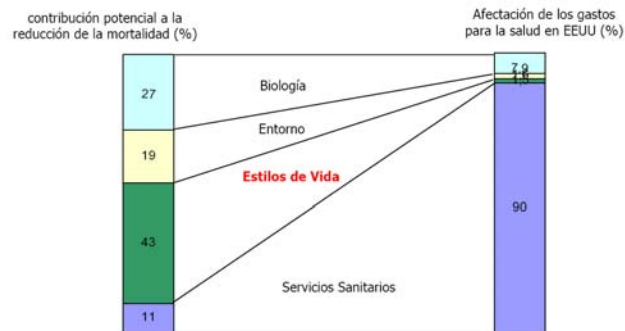 contribución potencial a la
reducción de la mortalidad (%)
Afectación de los gastos
para la salud en EEUU (%)
27
19
43
11
Biología
Entorno
Estilos de Vida
Servicios Sanitarios
7,9
90